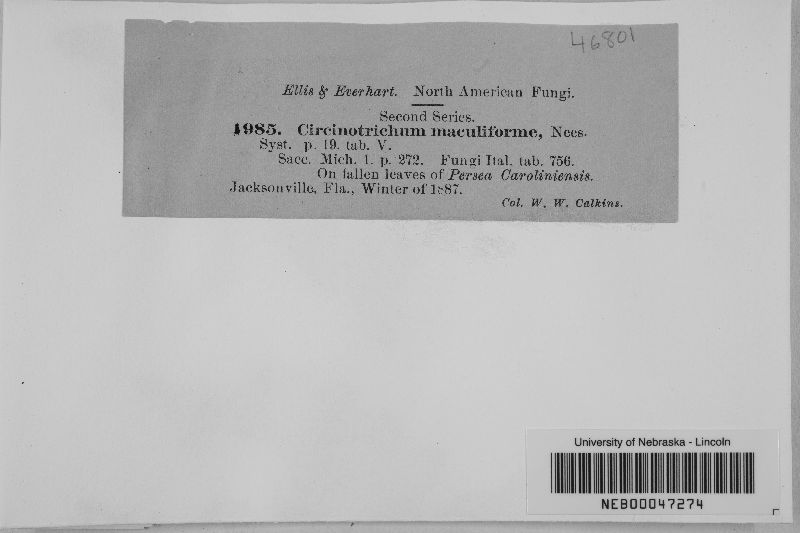 46801
Ellis & Everhart. North American Fungi.
Second Series.
1985. Circinotrichum maculiforme, Nees.
Syst. p. 19. tab. V.
Sacc. Mich. 1. p. 272. Fungi Ital. tab. 756.
On fallen leaves of Persea Caroliniensis.
Jacksonville, Fla., Winter of 1887.
Col. W. W. Calkins.
University of Nebraska - Lincoln
NEB00047274